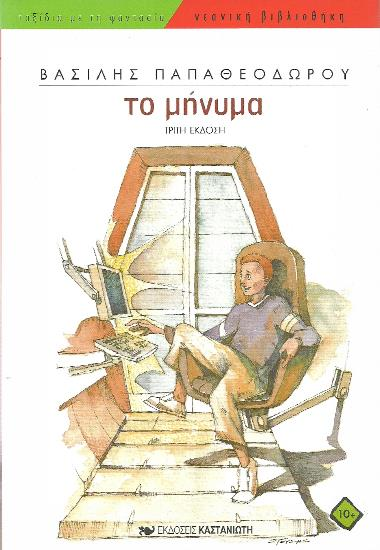 ταξίδια με τη φαντασία / νεανική βιβλιοθήκη
ΒΑΣΙΛΗΣ ΠΑΠΑΘΕΟΔΩΡΟΥ
το μήνυμα
ΤΡΙΤΗ ΕΚΔΟΣΗ
ΕΚΔΟΣΕΙΣ ΚΑΣΤΑΝΙΩΤΗ
10+